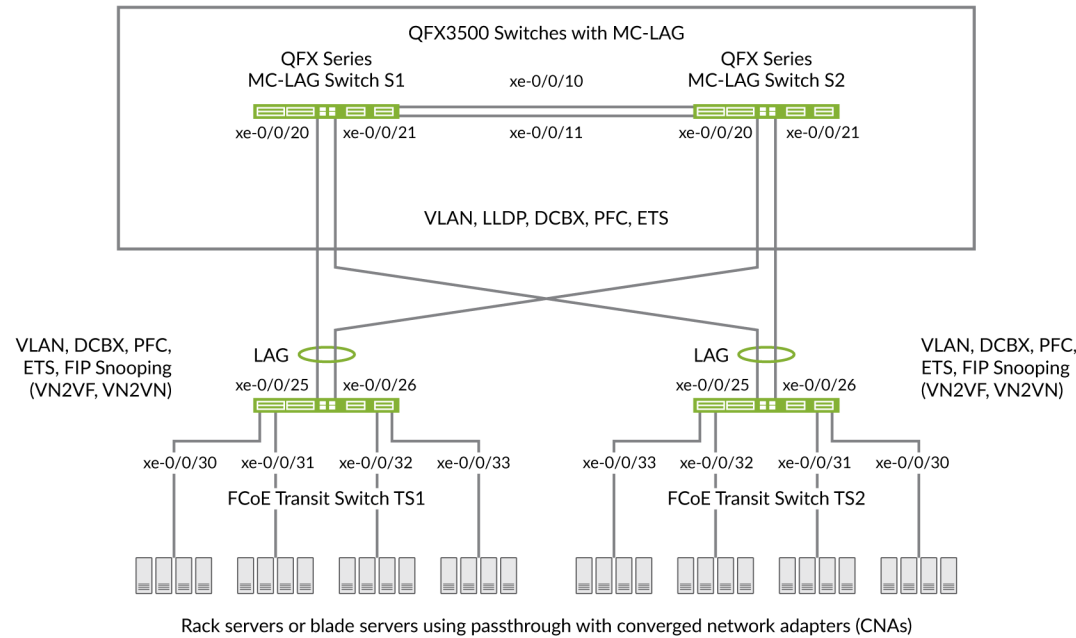 QFX3500 Switches with MC-LAG
QFX Series
MC-LAG Switch S1
QFX Series
MC-LAG Switch S2
xe-0/0/10
xe-0/0/20
xe-0/0/21
xe-0/0/11
xe-0/0/20
xe-0/0/21
VLAN, LLDP, DCBX, PFC, ETS
VLAN, DCBX, PFC,
ETS, FIP Snooping
(VN2VF, VN2VN)
LAG
LAG
VLAN, DCBX, PFC,
ETS, FIP Snooping
(VN2VF, VN2VN)
xe-0/0/25
xe-0/0/26
xe-0/0/25
xe-0/0/26
xe-0/0/30
xe-0/0/31
xe-0/0/32
xe-0/0/33
xe-0/0/33
xe-0/0/32
xe-0/0/31
xe-0/0/30
FCoE Transit Switch TS1
FCoE Transit Switch TS2
Rack servers or blade servers using passthrough with converged network adapters (CNAs)